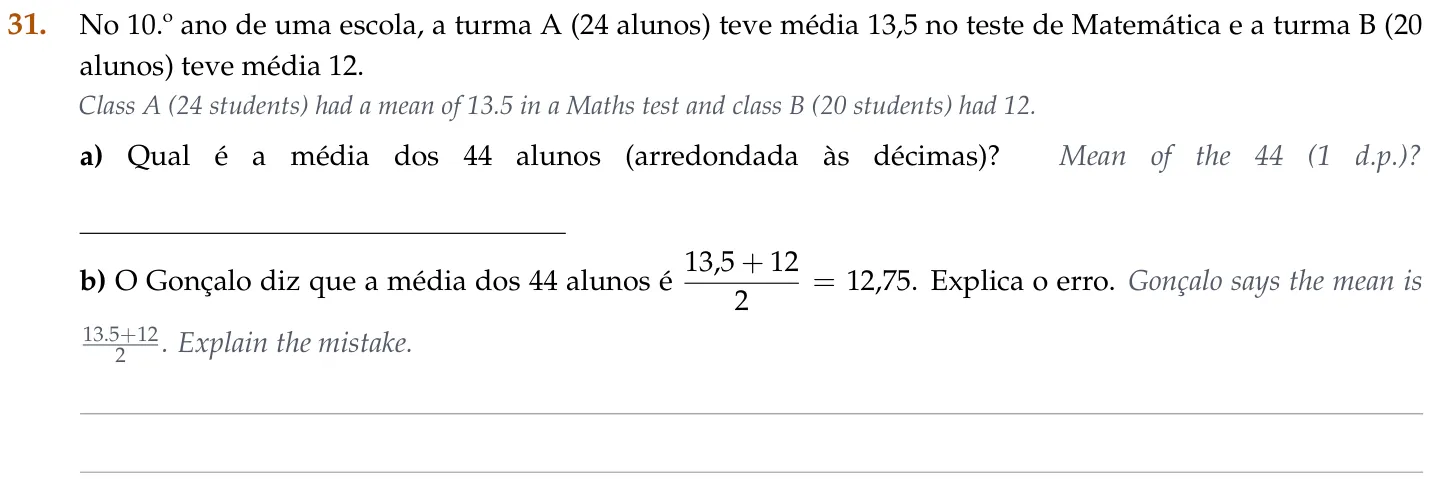 31. No 10.º ano de uma escola, a turma A (24 alunos) teve média 13,5 no teste de Matemática e a turma B (20
alunos) teve média 12.
Class A (24 students) had a mean of 13.5 in a Maths test and class B (20 students) had 12.
a) Qual é a média dos 44 alunos (arredondada às décimas)? Mean of the 44 (1 d.p.)?
b) O Gonçalo diz que a média dos 44 alunos é \frac{13,5 + 12}{2} = 12,75. Explica o erro. Gonçalo says the mean is
\frac{13.5+12}{2}. Explain the mistake.